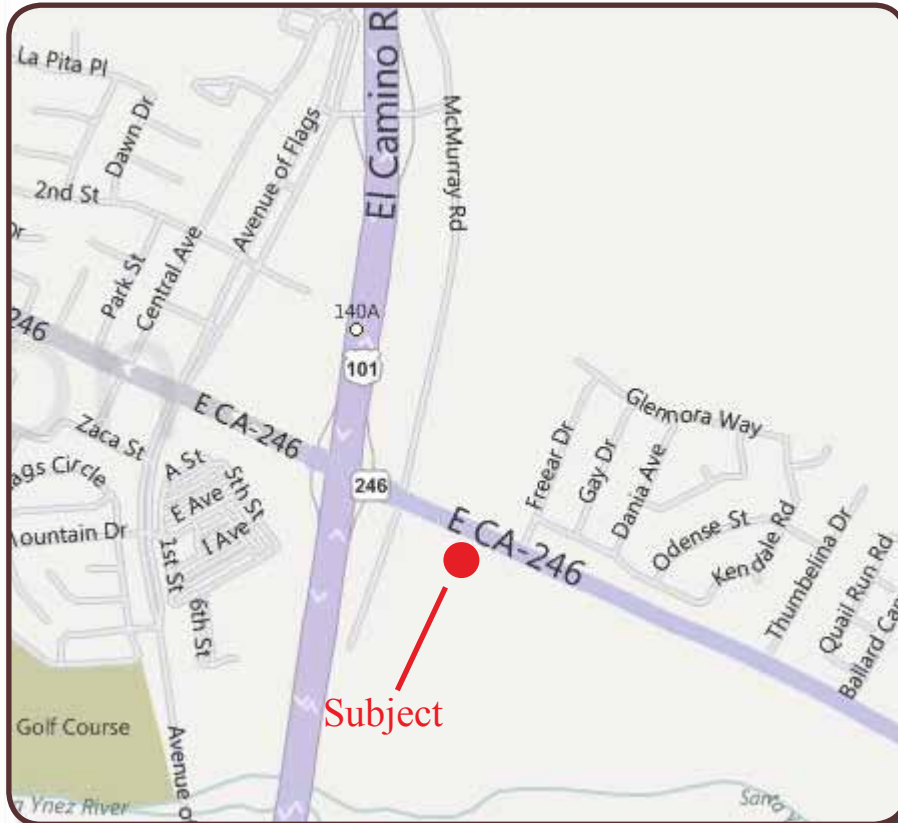 La Pita Pl
Dawn Dr
2nd St
Dr
Park St
Central Ave
Avenue of Flags
El Camino R
McMurray Rd
246
140A
101
E CA-246
Zaca St
ags Circle
A St
5th St
E Ave
I Ave
ountain Dr
1st St
6th St
246
E CA-246
Glennora Way
Freear Dr
Gay Dr
Dania Ave
Odense St
Kendale Rd
Thumbelina Dr
Quail Run Rd
Ballard Can
Subject
Golf Course
Avenue of
Ynez River